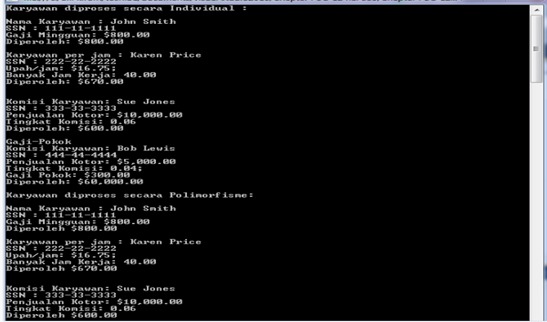 Karyawan diproses secara Individual :
Nama Karyawan : John Smith
SSN : 111-11-1111
Gaji Mingguan: $800.00
Diperoleh: $800.00
Karyawan per jam : Karen Price
SSN : 222-22-2222
Upah/jam: $16.75;
Banyak Jam Kerja: 40.00
Diperoleh: $670.00
Komisi Karyawan: Sue Jones
SSN : 333-33-3333
Penjualan Kotor: $10,000.00
Tingkat Komisi: 0.06
Diperoleh: $600.00
Gaji-Pokok
Komisi Karyawan: Bob Lewis
SSN : 444-44-4444
Penjualan Kotor: $5,000.00
Tingkat Komisi: 0.04;
Gaji Pokok: $300.00
Diperoleh: $60,000.00
Karyawan diproses secara Polimorfisme:
Nama Karyawan : John Smith
SSN : 111-11-1111
Gaji Mingguan: $800.00
Diperoleh $800.00
Karyawan per jam : Karen Price
SSN : 222-22-2222
Upah/jam: $16.75;
Banyak Jam Kerja: 40.00
Diperoleh $670.00
Komisi Karyawan: Sue Jones
SSN : 333-33-3333
Penjualan Kotor: $10,000.00
Tingkat Komisi: 0.06
Diperoleh $600.00